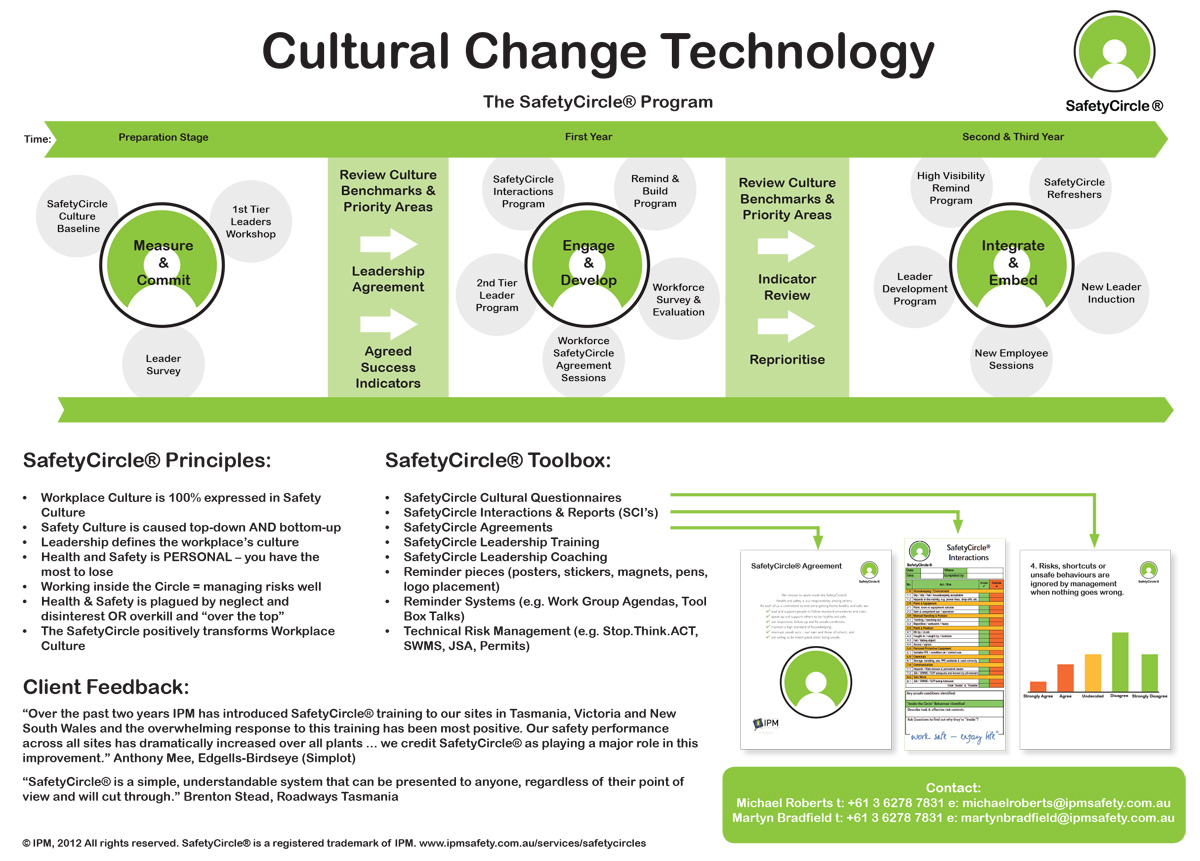 Cultural Change Technology
The SafetyCircle® Program
SafetyCircle®
Time:
Preparation Stage
First Year
Second & Third Year
SafetyCircle
Culture
Baseline
1st Tier
Leaders
Workshop
Measure
&
Commit
Leader
Survey
Review Culture
Benchmarks &
Priority Areas
Leadership
Agreement
Agreed
Success
Indicators
SafetyCircle
Interactions
Program
Remind &
Build
Program
Engage
&
Develop
2nd Tier
Leader
Program
Workforce
Survey &
Evaluation
Workforce
SafetyCircle
Agreement
Sessions
Review Culture
Benchmarks &
Priority Areas
Indicator
Review
Reprioritise
High Visibility
Remind
Program
SafetyCircle
Refreshers
Integrate
&
Embed
Leader
Development
Program
New Leader
Induction
New Employee
Sessions
SafetyCircle® Principles:
• Workplace Culture is 100% expressed in Safety
Culture
• Safety Culture is caused top-down AND bottom-up
• Leadership defines the workplace's culture
• Health and Safety is PERSONAL – you have the
most to lose
• Working inside the Circle = managing risks well
• Health & Safety is plagued by neglect and
disinterest OR overkill and "over the top"
• The SafetyCircle positively transforms Workplace
Culture
SafetyCircle® Toolbox:
• SafetyCircle Cultural Questionnaires
• SafetyCircle Interactions & Reports (SCI's)
• SafetyCircle Agreements
• SafetyCircle Leadership Training
• SafetyCircle Leadership Coaching
• Reminder pieces (posters, stickers, magnets, pens,
logo placement)
• Reminder Systems (e.g. Work Group Agendas, Tool
Box Talks)
• Technical Risk Management (e.g. Stop.Think.ACT,
SWMS, JSA, Permits)
SafetyCircle® Agreement
SafetyCircle®
IPM
SafetyCircle®
Interactions
SafetyCircle®
work safe – enjoy life"
4. Risks, shortcuts or
unsafe behaviours are
ignored by management
when nothing goes wrong.
SafetyCircle®
Strongly Agree
Agree
Undecided
Disagree
Strongly Disagree
Client Feedback:
"Over the past two years IPM has introduced SafetyCircle® training to our sites in Tasmania, Victoria and New
South Wales and the overwhelming response to this training has been most positive. Our safety performance
across all sites has dramatically increased over all plants ... we credit SafetyCircle® as playing a major role in this
improvement." Anthony Mee, Edgells-Birdseye (Simplot)
"SafetyCircle® is a simple, understandable system that can be presented to anyone, regardless of their point of
view and will cut through." Brenton Stead, Roadways Tasmania
Contact:
Michael Roberts t: +61 3 6278 7831 e: michaelroberts@ipmsafety.com.au
Martyn Bradfield t: +61 3 6278 7831 e: martynbradfield@ipmsafety.com.au
© IPM, 2012 All rights reserved. SafetyCircle® is a registered trademark of IPM. www.ipmsafety.com.au/services/safetycircles